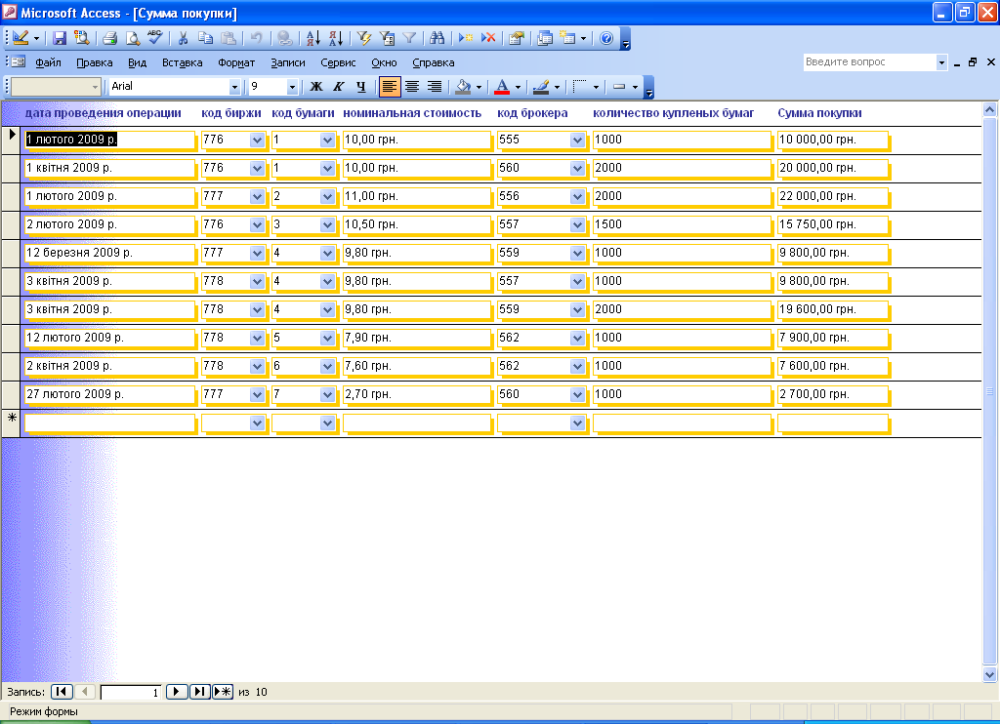 Microsoft Access - [Сумма покупки]
Файл Правка Вид Вставка Формат Записи Сервис Окно Справка Введите вопрос
Arial 9 Ж К Ч
дата проведения операции код биржи код бумаги номинальная стоимость код брокера количество купленых бумаг Сумма покупки
1 лютого 2009 р. 776 1 10,00 грн. 555 1000 10 000,00 грн.
1 квітня 2009 р. 776 1 10,00 грн. 560 2000 20 000,00 грн.
1 лютого 2009 р. 777 2 11,00 грн. 556 2000 22 000,00 грн.
2 лютого 2009 р. 776 3 10,50 грн. 557 1500 15 750,00 грн.
12 березня 2009 р. 777 4 9,80 грн. 559 1000 9 800,00 грн.
3 квітня 2009 р. 778 4 9,80 грн. 557 1000 9 800,00 грн.
3 квітня 2009 р. 778 4 9,80 грн. 559 2000 19 600,00 грн.
12 лютого 2009 р. 778 5 7,90 грн. 562 1000 7 900,00 грн.
2 квітня 2009 р. 778 6 7,60 грн. 562 1000 7 600,00 грн.
27 лютого 2009 р. 777 7 2,70 грн. 560 1000 2 700,00 грн.
Запись: 1 из 10
Режим формы